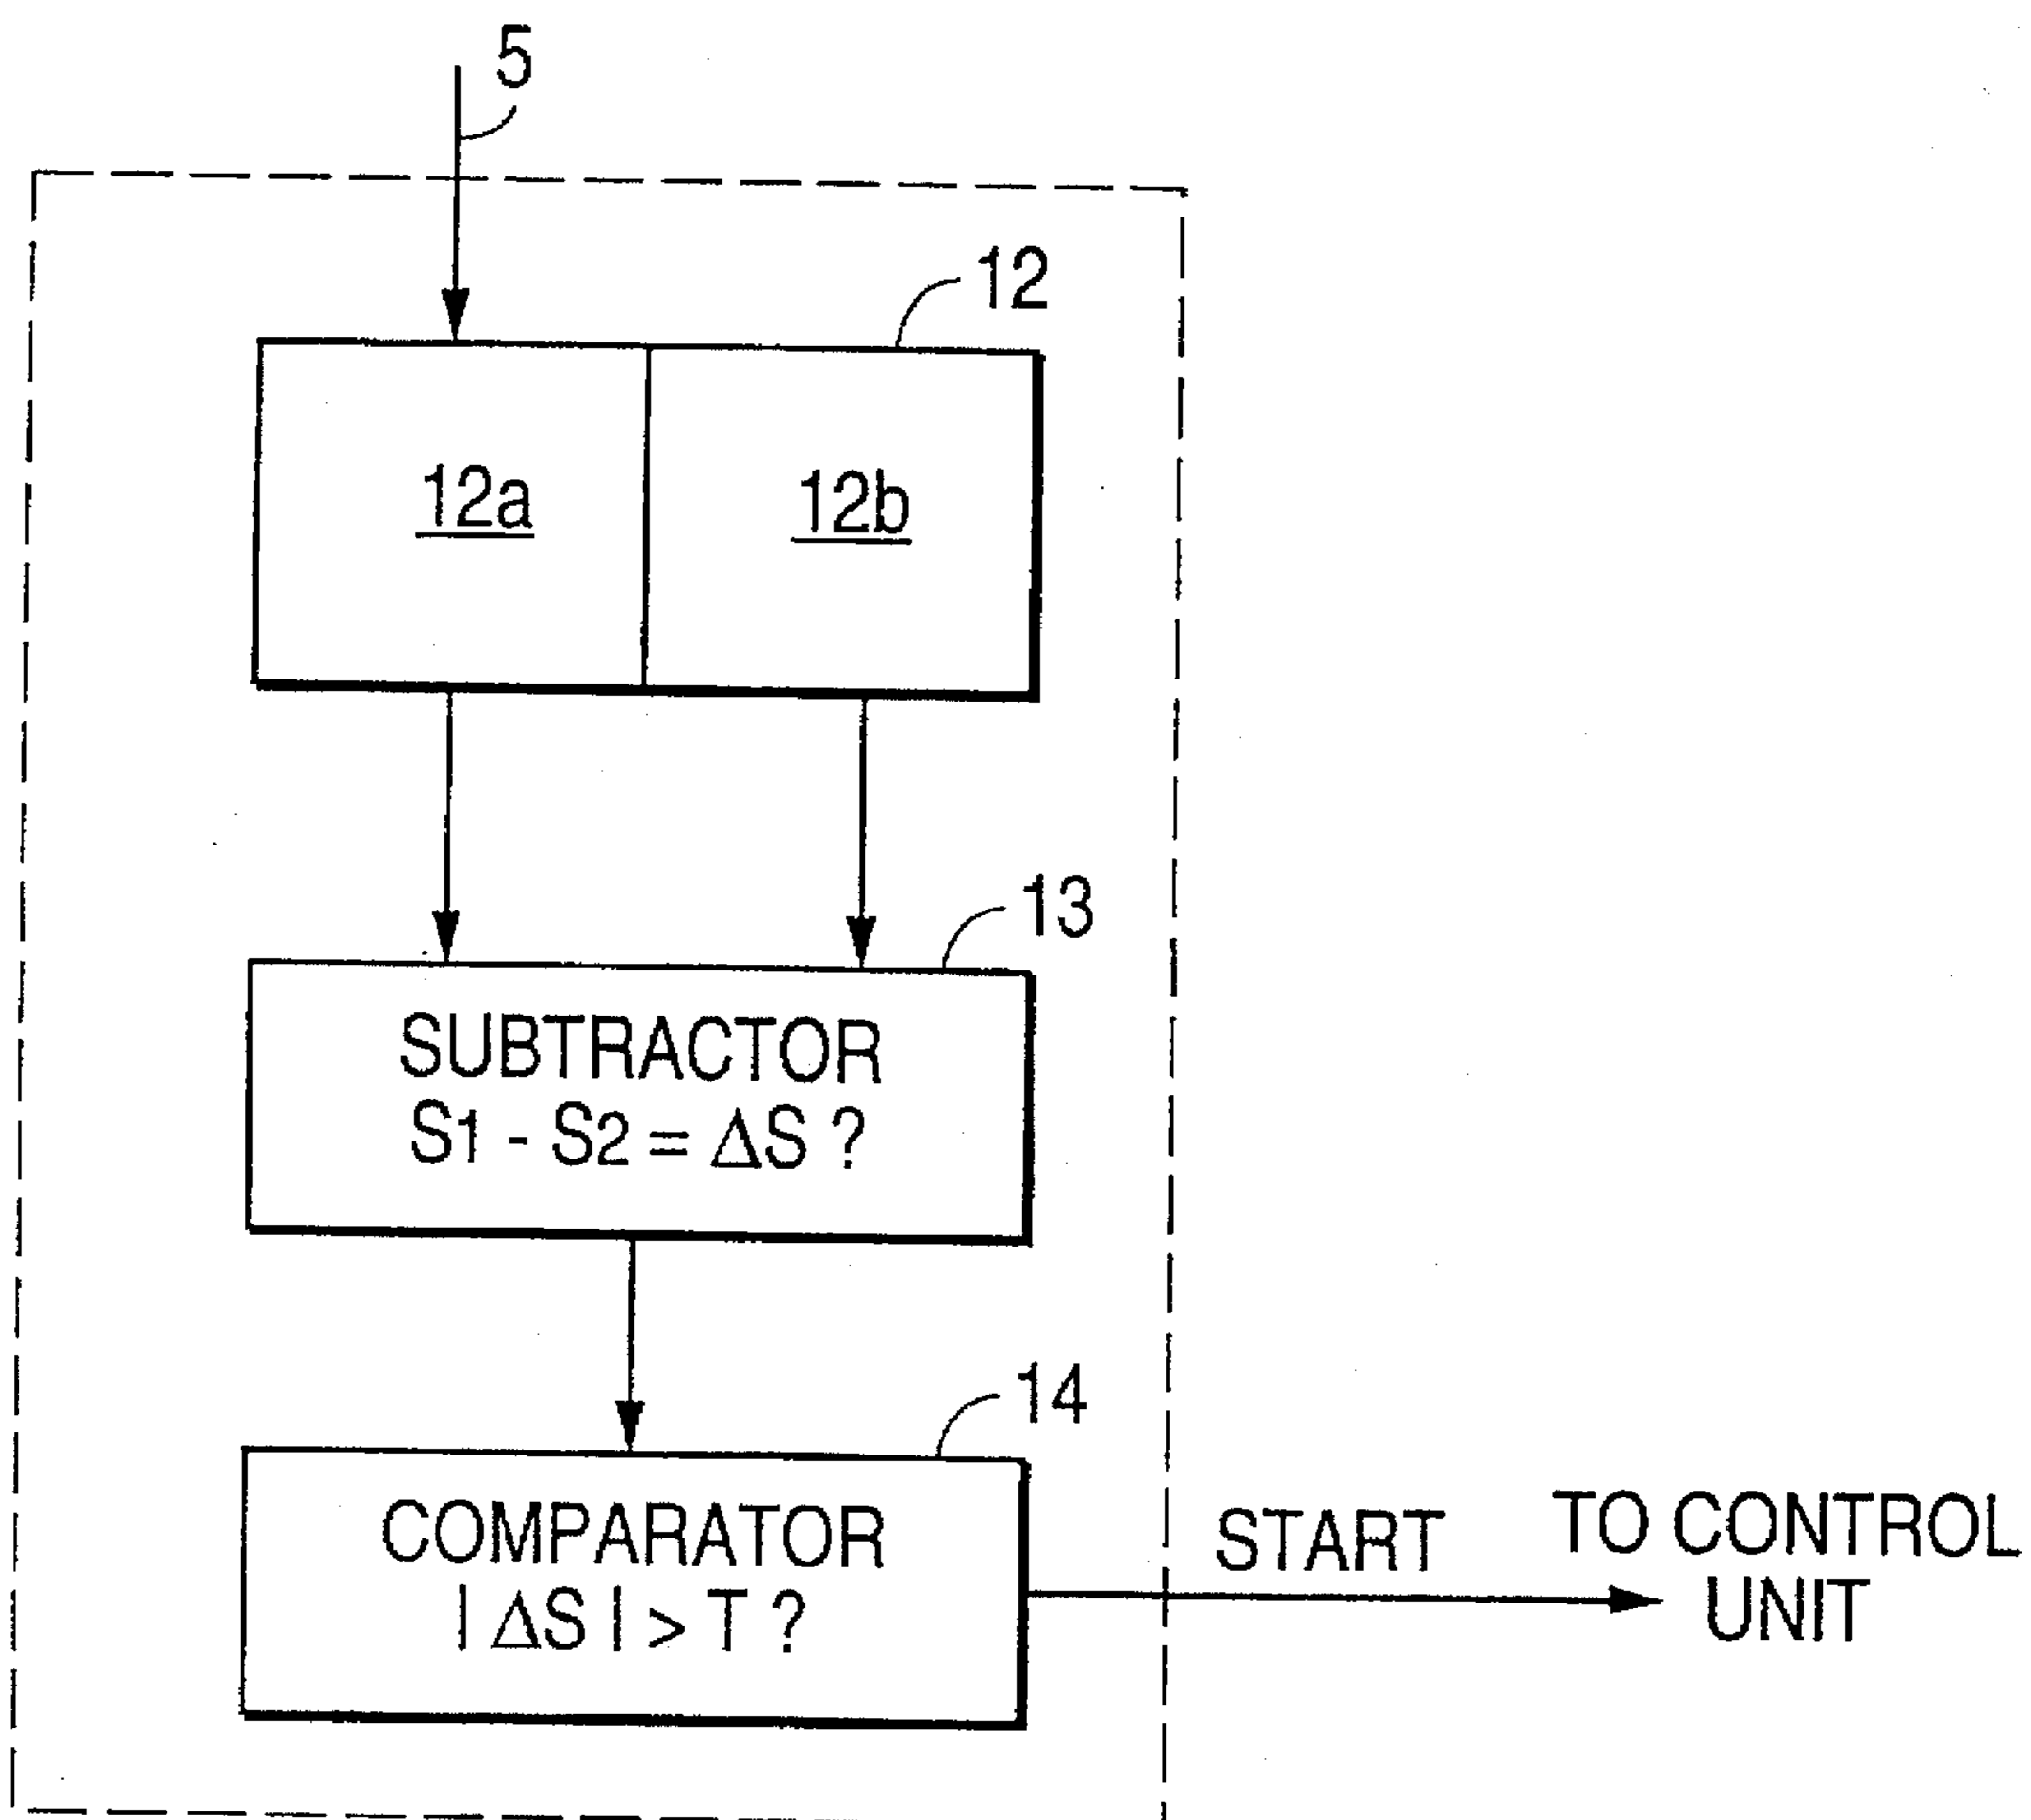 5
12
12a
12b
13
SUBTRACTOR
S1 - S2 = ΔS ?
14
COMPARATOR
| ΔS | > T ?
START
TO CONTROL
UNIT